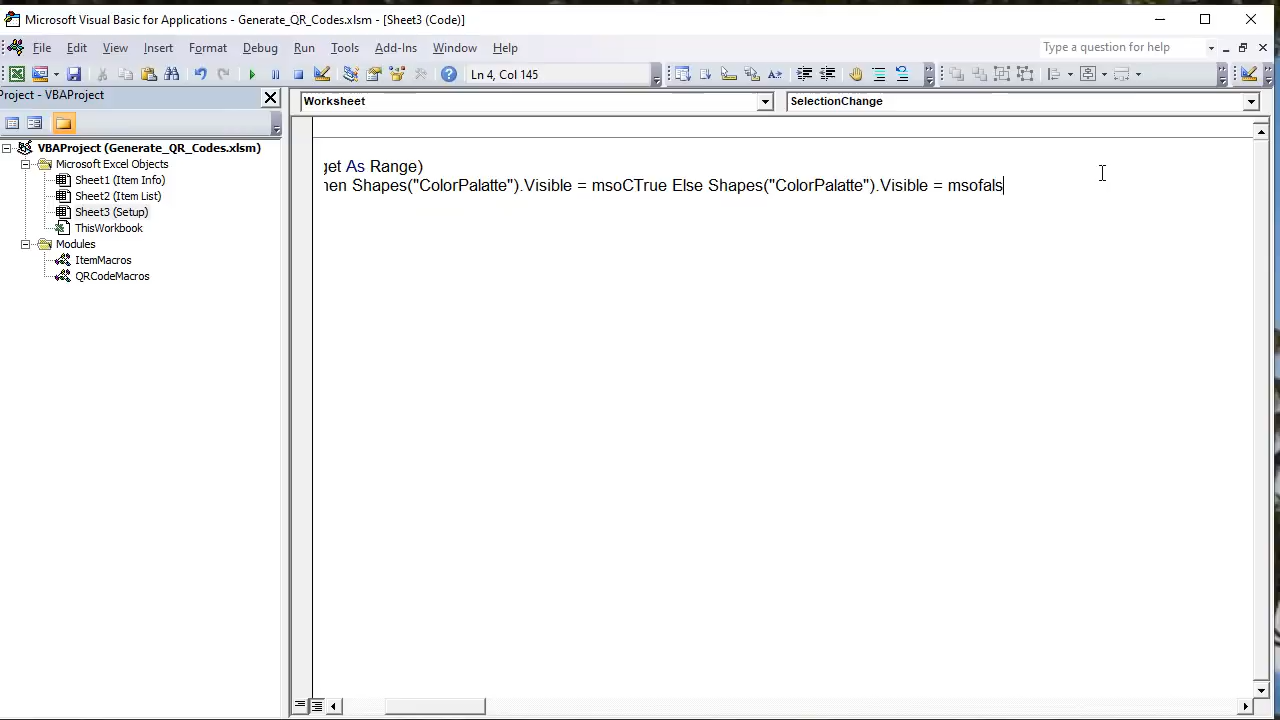 Microsoft Visual Basic for Applications - Generate_QR_Codes.xlsm - [Sheet3 (Code)]
File Edit View Insert Format Debug Run Tools Add-Ins Window Help
Type a question for help
Ln 4, Col 145
Project - VBAProject
Worksheet
SelectionChange
VBAProject (Generate_QR_Codes.xlsm)
Microsoft Excel Objects
Sheet1 (Item Info)
Sheet2 (Item List)
Sheet3 (Setup)
ThisWorkbook
Modules
ItemMacros
QRCodeMacros
get As Range)
hen Shapes("ColorPalatte").Visible = msoCTrue Else Shapes("ColorPalatte").Visible = msofals